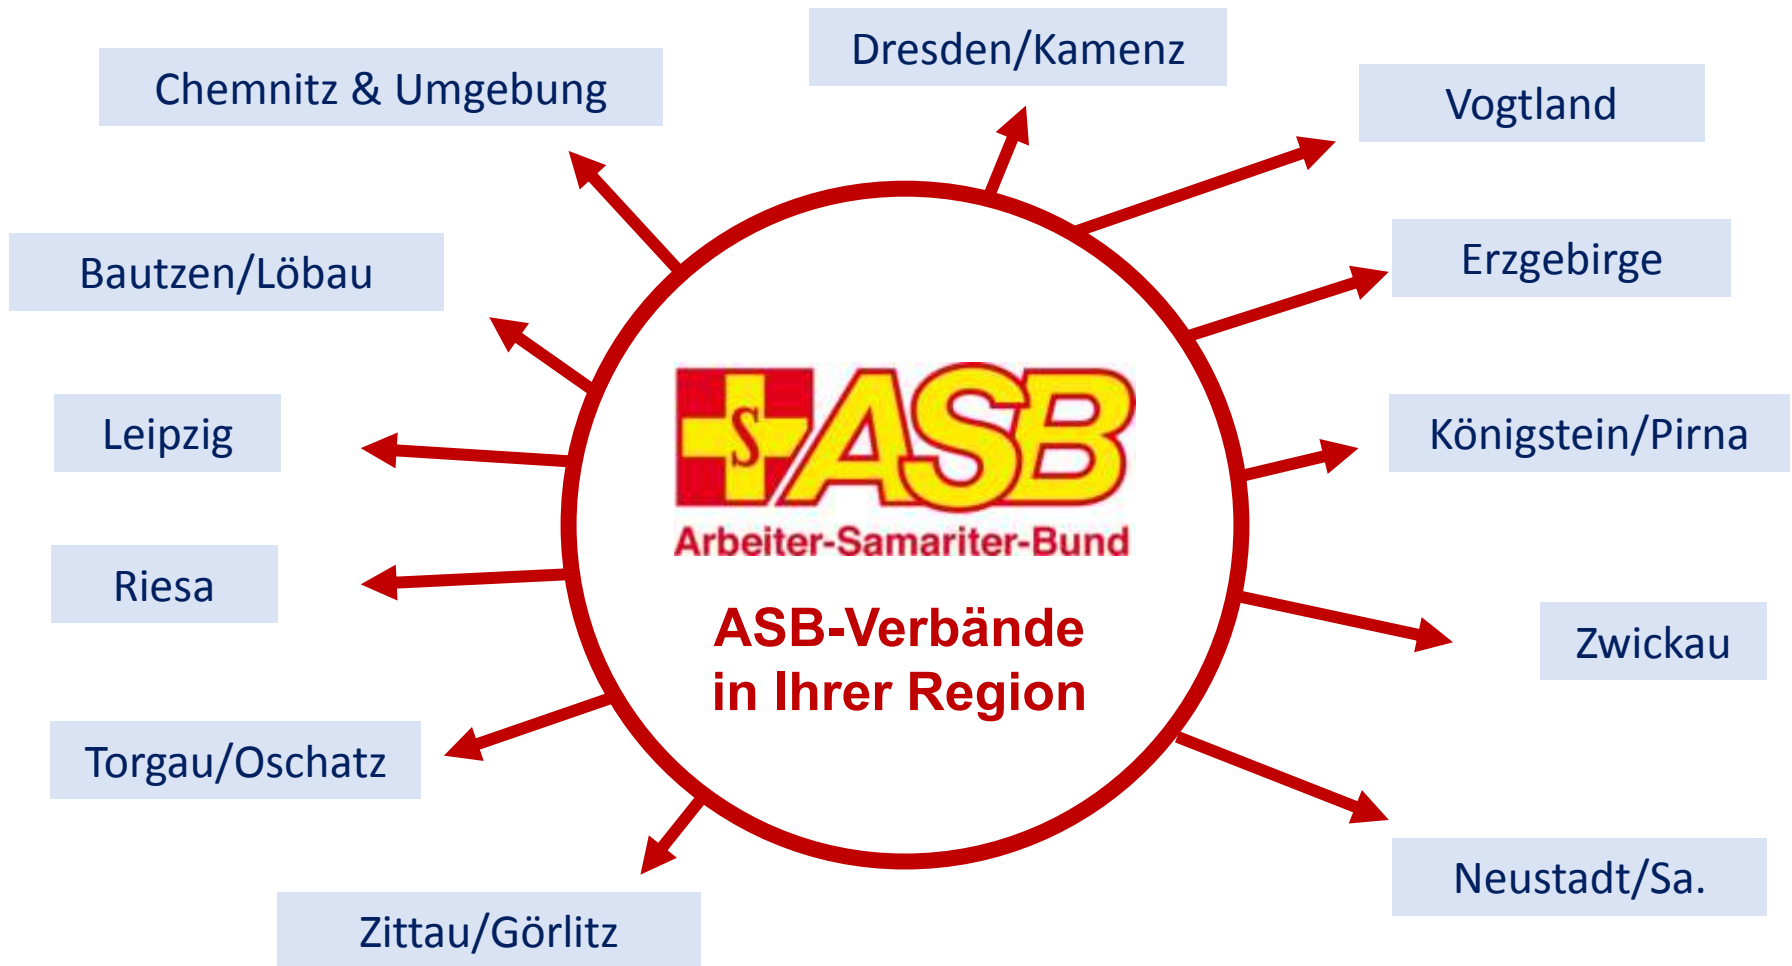 Dresden/Kamenz
Chemnitz & Umgebung
Vogtland
Bautzen/Löbau
Erzgebirge
Leipzig
Königstein/Pirna
S ASB
Arbeiter-Samariter-Bund
Riesa
ASB-Verbände
in Ihrer Region
Zwickau
Torgau/Oschatz
Neustadt/Sa.
Zittau/Görlitz